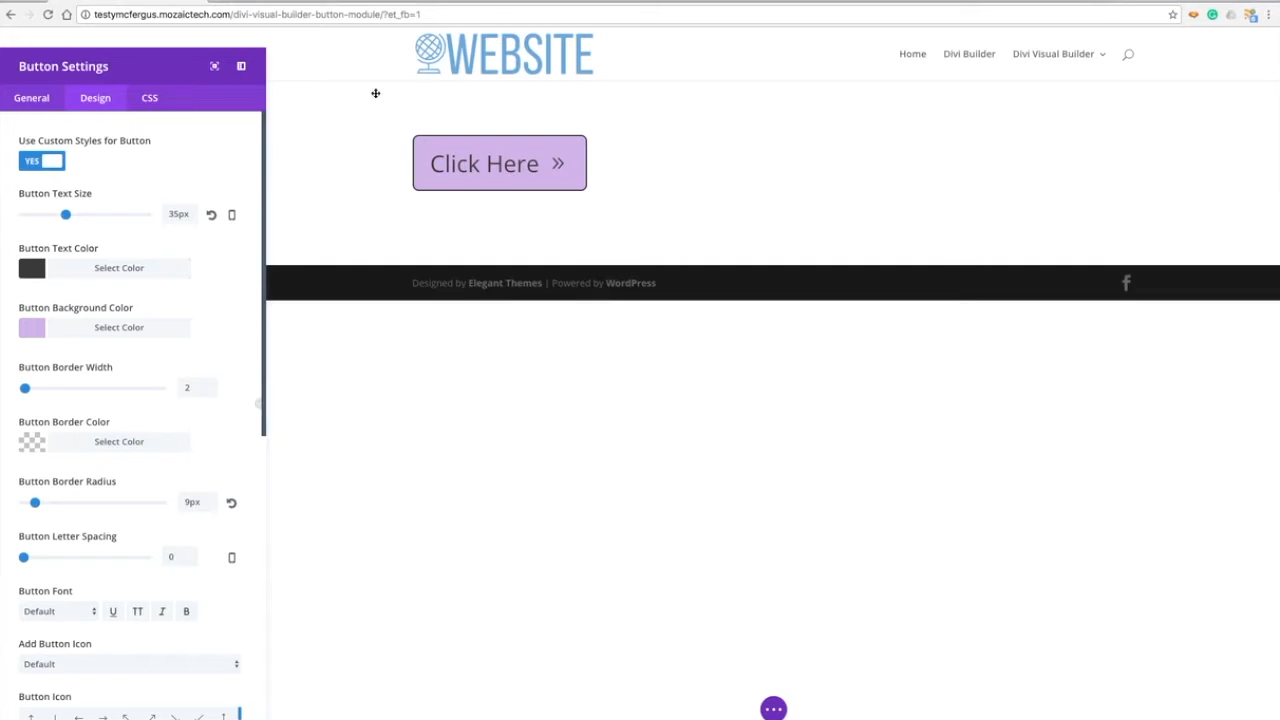 testymcfergus.mozaictech.com/divi-visual-builder-button-module/?et_fb=1
WEBSITE
Home Divi Builder Divi Visual Builder
Button Settings
General Design CSS
Use Custom Styles for Button
YES
Button Text Size
35px
Button Text Color
Select Color
Button Background Color
Select Color
Button Border Width
2
Button Border Color
Select Color
Button Border Radius
9px
Button Letter Spacing
0
Button Font
Default U TT I B
Add Button Icon
Default
Button Icon
Click Here »
Designed by Elegant Themes | Powered by WordPress